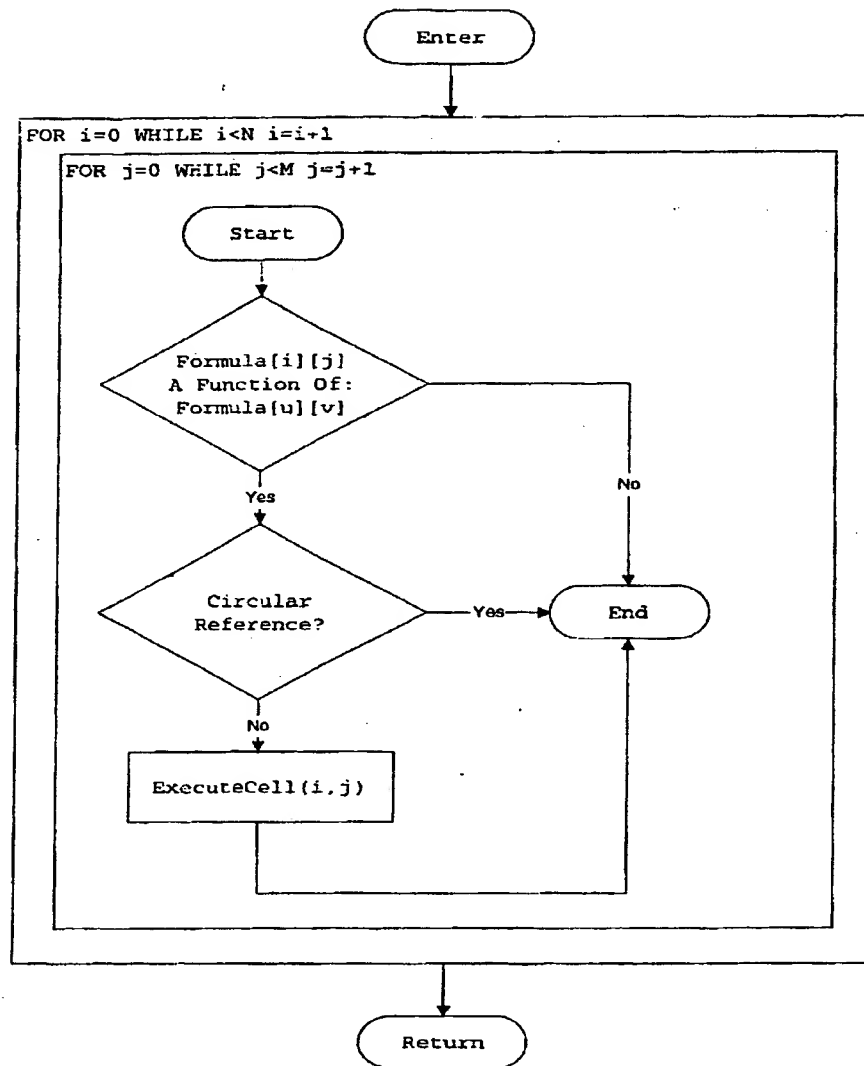 Enter
FOR i=0 WHILE i<N i=i+1
FOR j=0 WHILE j<M j=j+1
Start
Formula[i][j]
A Function Of:
Formula[u][v]
No
Yes
Circular
Reference?
Yes
End
No
ExecuteCell(i,j)
Return